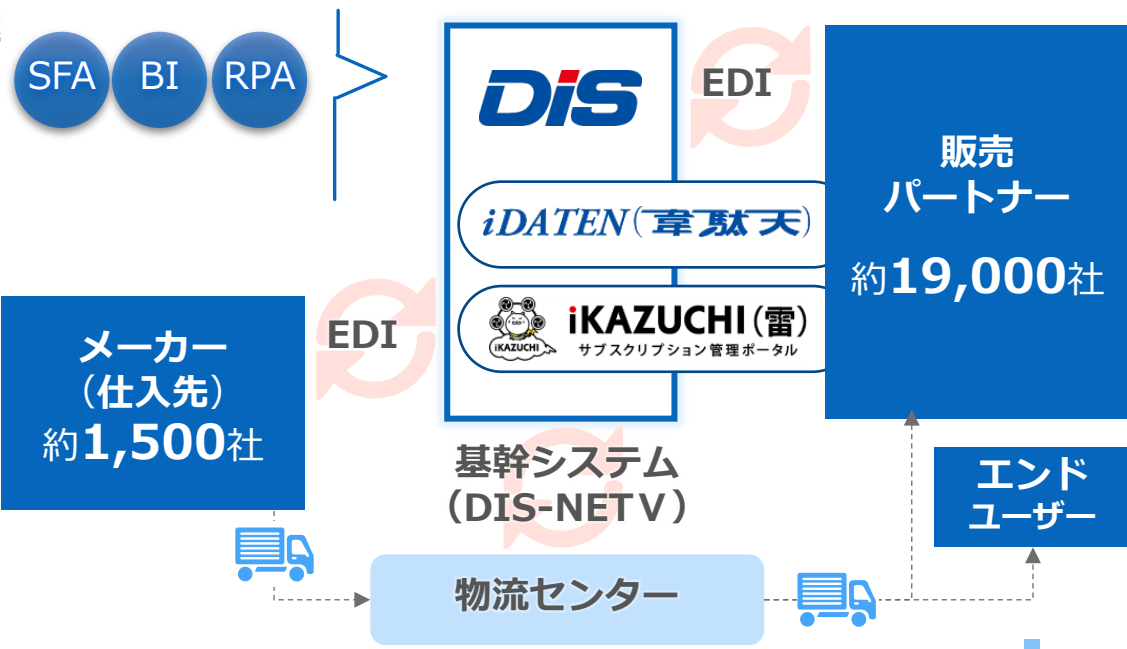 SFA
BI
RPA
DiS
EDI
iDATEN(韋駄天)
iKAZUCHI
iKAZUCHI(雷)
サブスクリプション管理ポータル
販売
パートナー
約19,000社
EDI
メーカー
（仕入先）
約1,500社
基幹システム
（DIS-NETⅤ）
エンド
ユーザー
物流センター